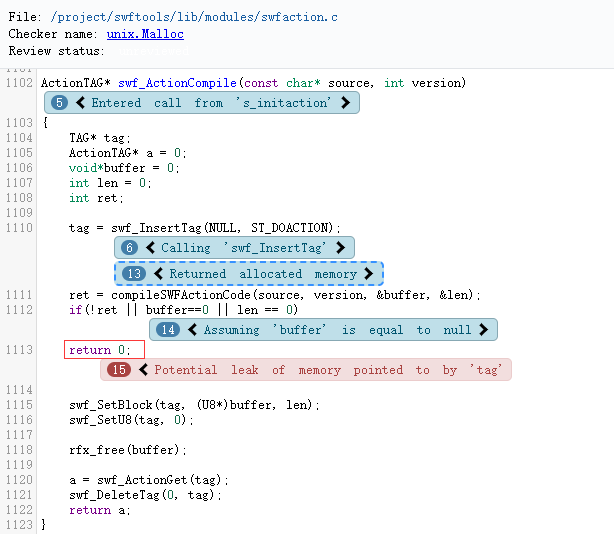 File: /project/swftools/lib/modules/swfaction.c
Checker name: unix.Malloc
Review status:
1101
1102 ActionTAG* swf_ActionCompile(const char* source, int version)
5 Entered call from 's_initaction'
1103 {
1104 TAG* tag;
1105 ActionTAG* a = 0;
1106 void*buffer = 0;
1107 int len = 0;
1108 int ret;
1109
1110 tag = swf_InsertTag(NULL, ST_DOACTION);
6 Calling 'swf_InsertTag'
13 Returned allocated memory
1111 ret = compileSWFActionCode(source, version, &buffer, &len);
1112 if(!ret || buffer==0 || len == 0)
14 Assuming 'buffer' is equal to null
1113 return 0;
15 Potential leak of memory pointed to by 'tag'
1114
1115 swf_SetBlock(tag, (U8*)buffer, len);
1116 swf_SetU8(tag, 0);
1117
1118 rfx_free(buffer);
1119
1120 a = swf_ActionGet(tag);
1121 swf_DeleteTag(0, tag);
1122 return a;
1123 }